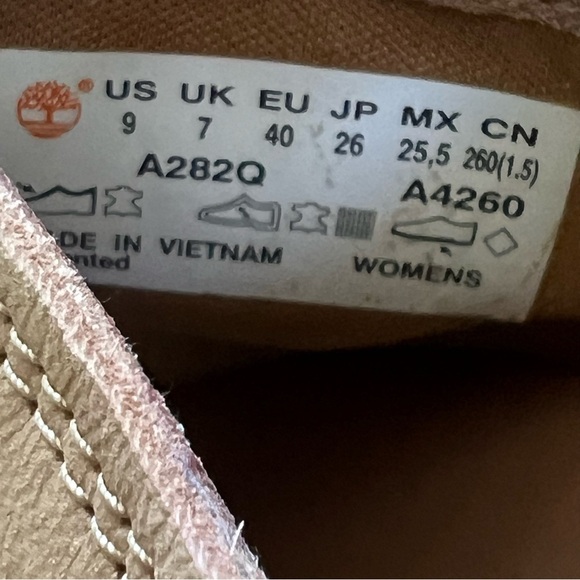 ® US UK EU JP MX CN
9 7 40 26 25,5 260(1.5)
A282Q A4260
DE IN VIETNAM WOMENS
nted